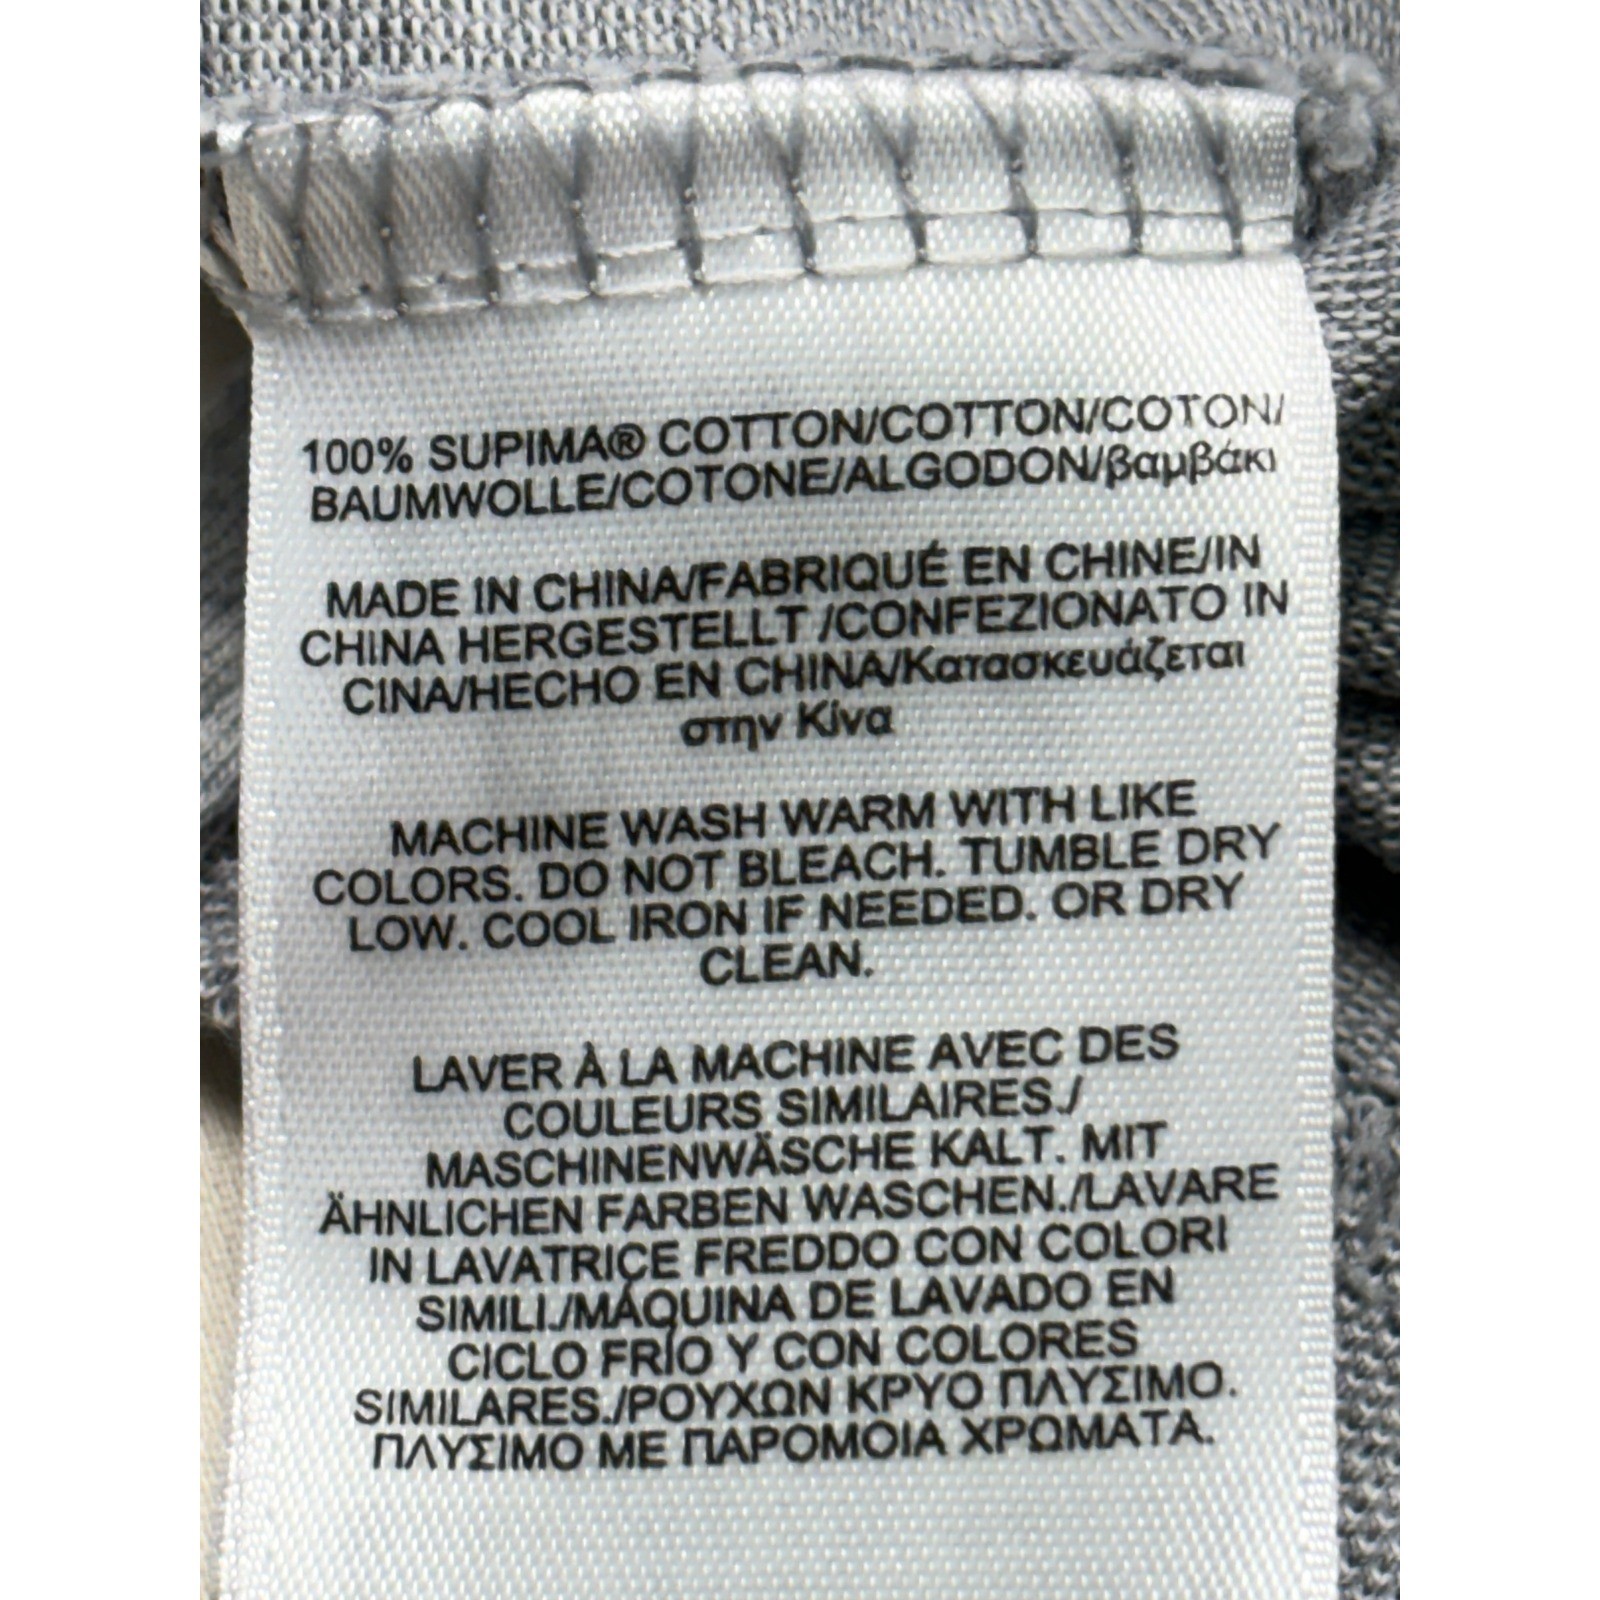 100% SUPIMA® COTTON/COTTON/COTON/
BAUMWOLLE/COTONE/ALGODON/βαμβάκι
MADE IN CHINA/FABRIQUÉ EN CHINE/IN
CHINA HERGESTELLT /CONFEZIONATO IN
CINA/HECHO EN CHINA/Κατασκευάζεται
στην Κίνα
MACHINE WASH WARM WITH LIKE
COLORS. DO NOT BLEACH. TUMBLE DRY
LOW. COOL IRON IF NEEDED. OR DRY
CLEAN.
LAVER À LA MACHINE AVEC DES
COULEURS SIMILAIRES./
MASCHINENWÄSCHE KALT. MIT
ÄHNLICHEN FARBEN WASCHEN./LAVARE
IN LAVATRICE FREDDO CON COLORI
SIMILI./MÁQUINA DE LAVADO EN
CICLO FRÍO Y CON COLORES
SIMILARES./ΡΟΥΧΩΝ ΚΡΥΟ ΠΛΥΣΙΜΟ.
ΠΛΥΣΙΜΟ ΜΕ ΠΑΡΟΜΟΙΑ ΧΡΩΜΑΤΑ.